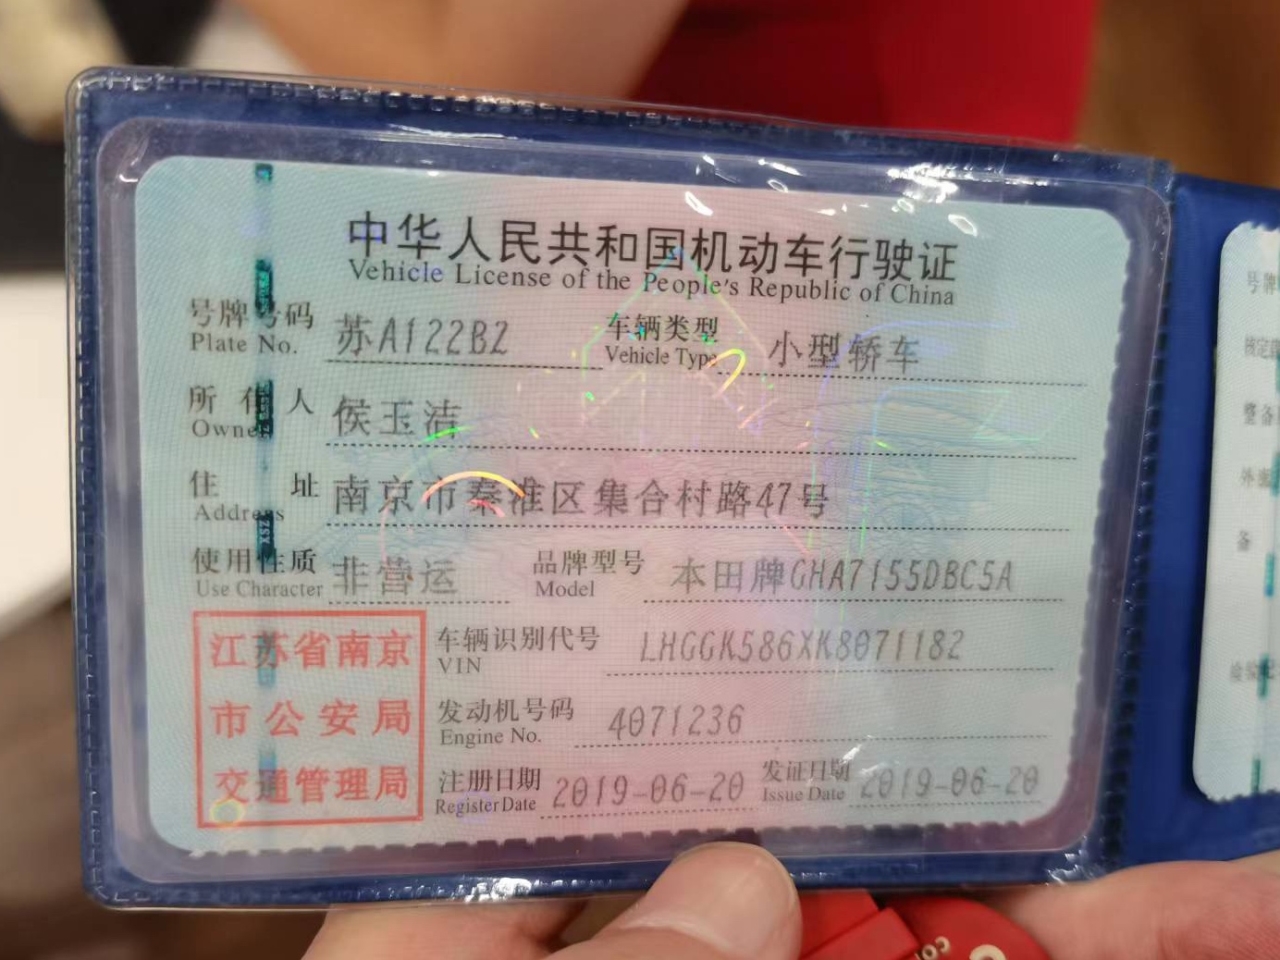 中华人民共和国机动车行驶证
Vehicle License of the People's Republic of China
号牌号码 苏A122B2 车辆类型 小型轿车
Plate No. Vehicle Type
所有人 侯玉洁
Owner
住址 南京市秦淮区集合村路47号
Address
使用性质 非营运 品牌型号 本田牌GHA7155DBC5A
Use Character Model
江苏省南京
市公安局
交通管理局
车辆识别代号 LHGGK586XK8071182
VIN
发动机号码 4071236
Engine No.
注册日期 2019-06-20 发证日期 2019-06-20
Register Date Issue Date